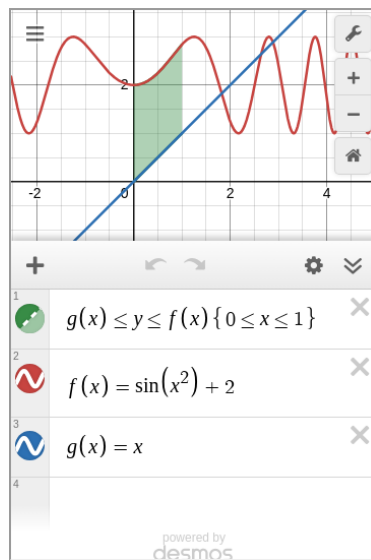 2
-2
0
2
4
1
g(x) ≤ y ≤ f(x) { 0 ≤ x ≤ 1 }
2
f(x) = sin(x²) + 2
3
g(x) = x
4
powered by
desmos